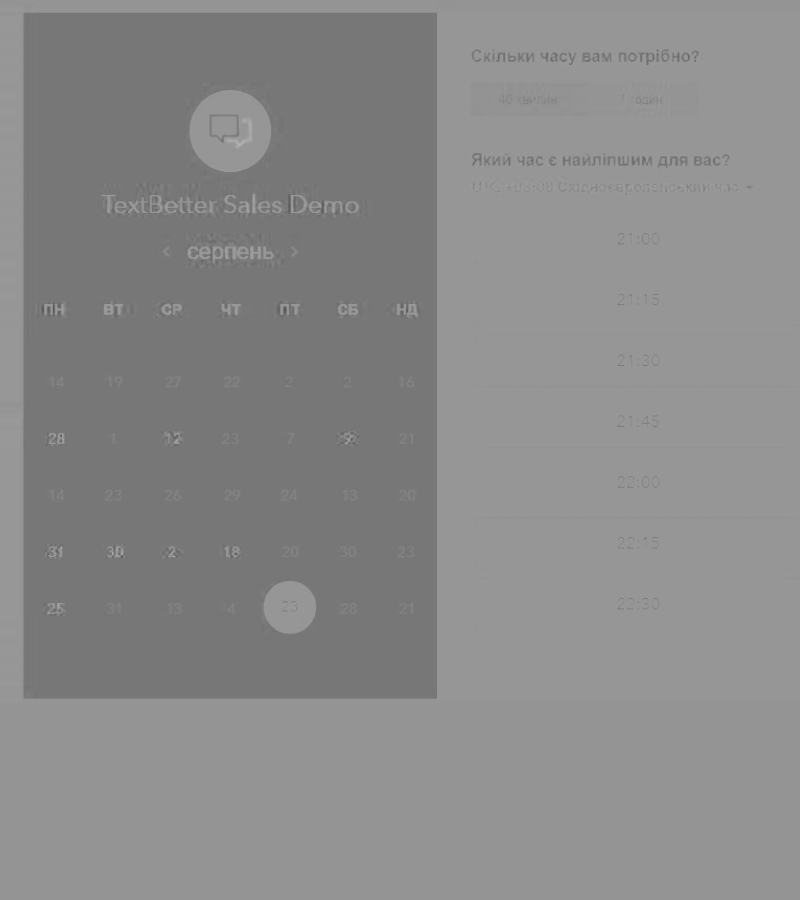 TextBetter Sales Demo
серпень
ПН ВТ СР ЧТ ПТ СБ НД
14 19 27 22 2 2 16
28 1 12 23 7 9 21
14 23 26 29 24 13 20
31 30 2 18 20 30 23
25 31 13 4 23 28 21
Скільки часу вам потрібно?
хвилин годин
Який час є найліпшим для вас?
UTC +03:00 Східноєвропейський час
21:00
21:15
21:30
21:45
22:00
22:15
22:30